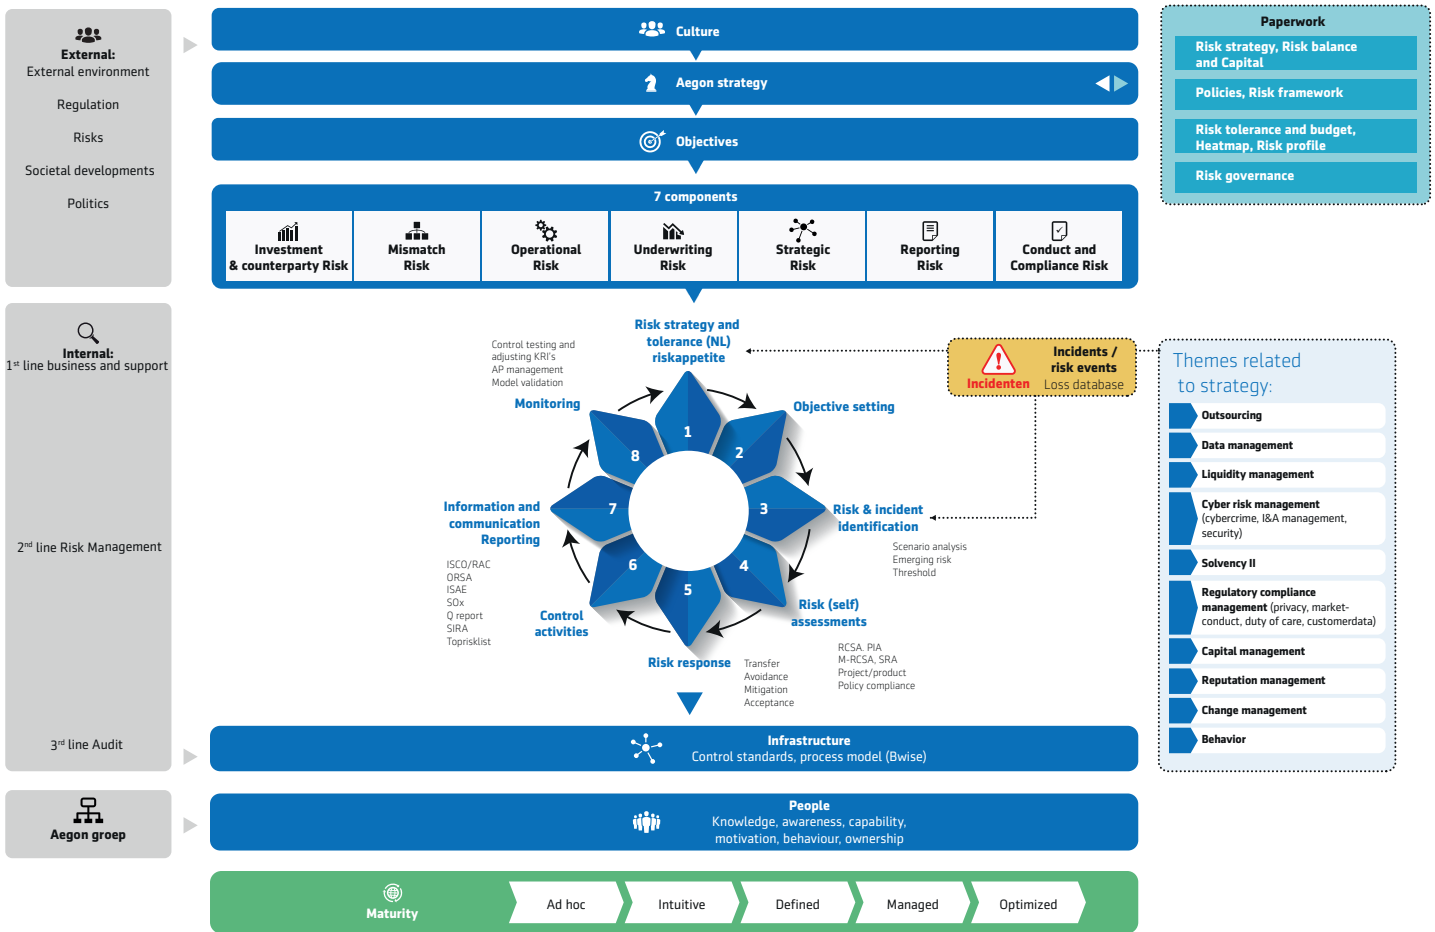 External:
External environment
Regulation
Risks
Societal developments
Politics
Culture
Aegon strategy
Objectives
7 components
Investment
& counterparty Risk
Mismatch
Risk
Operational
Risk
Underwriting
Risk
Strategic
Risk
Reporting
Risk
Conduct and
Compliance Risk
Paperwork
Risk strategy, Risk balance
and Capital
Policies, Risk framework
Risk tolerance and budget,
Heatmap, Risk profile
Risk governance
Internal:
1st line business and support
2nd line Risk Management
3rd line Audit
Risk strategy and
tolerance (NL)
riskappetite
Control testing and
adjusting KRI's
AP management
Model validation
Monitoring
Objective setting
Incidenten
Incidents /
risk events
Loss database
1
2
3
4
5
6
7
8
Information and
communication
Reporting
ISCO/RAC
ORSA
ISAE
SOx
Q report
SIRA
Toprisklist
Risk & incident
identification
Scenario analysis
Emerging risk
Threshold
Control
activities
Risk (self)
assessments
RCSA. PIA
M-RCSA, SRA
Project/product
Policy compliance
Risk response
Transfer
Avoidance
Mitigation
Acceptance
Themes related
to strategy:
Outsourcing
Data management
Liquidity management
Cyber risk management
(cybercrime, I&A management,
security)
Solvency II
Regulatory compliance
management (privacy, market-
conduct, duty of care, customerdata)
Capital management
Reputation management
Change management
Behavior
Infrastructure
Control standards, process model (Bwise)
Aegon groep
People
Knowledge, awareness, capability,
motivation, behaviour, ownership
Maturity
Ad hoc
Intuitive
Defined
Managed
Optimized